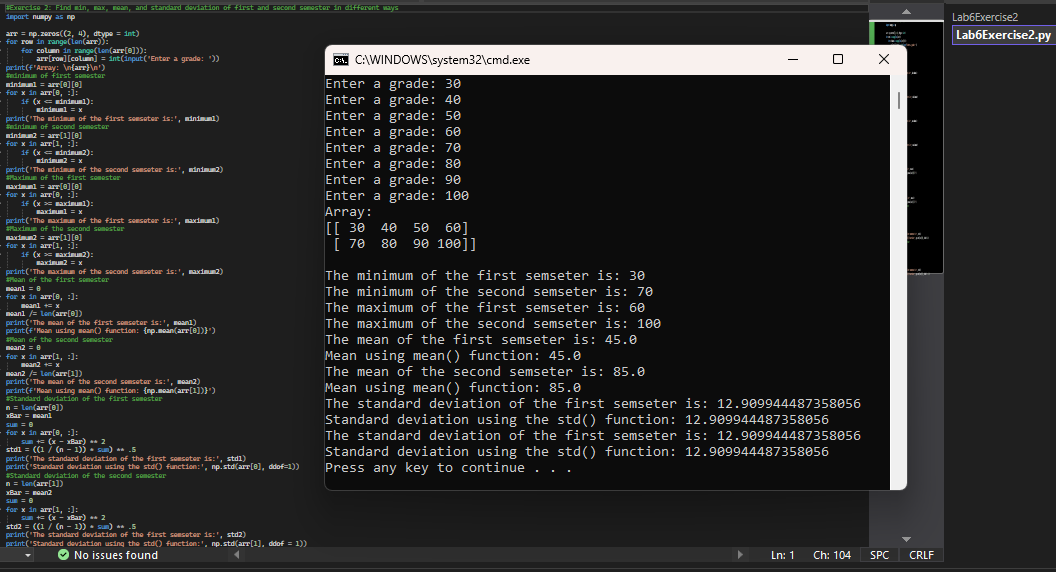 #Exercise 2: Find min, max, mean, and standard deviation of first and second semester in different ways
import numpy as np
arr = np.zeros((2, 4), dtype = int)
for row in range(len(arr)):
for column in range(len(arr[0])):
arr[row][column] = int(input('Enter a grade: '))
print(f'Array: \n{arr}\n')
#minimum of first semester
minimum1 = arr[0][0]
for x in arr[0, :]:
if (x <= minimum1):
minimum1 = x
print('The minimum of the first semseter is:', minimum1)
#minimum of second semester
minimum2 = arr[1][0]
for x in arr[1, :]:
if (x <= minimum2):
minimum2 = x
print('The minimum of the second semseter is:', minimum2)
#Maximum of the first semester
maximum1 = arr[0][0]
for x in arr[0, :]:
if (x >= maximum1):
maximum1 = x
print('The maximum of the first semseter is:', maximum1)
#Maximum of the second semester
maximum2 = arr[1][0]
for x in arr[1, :]:
if (x >= maximum2):
maximum2 = x
print('The maximum of the second semseter is:', maximum2)
#Mean of the first semester
mean1 = 0
for x in arr[0, :]:
mean1 += x
mean1 /= len(arr[0])
print('The mean of the first semseter is:', mean1)
print(f'Mean using mean() function: {np.mean(arr[0])}')
#Mean of the second semester
mean2 = 0
for x in arr[1, :]:
mean2 += x
mean2 /= len(arr[1])
print('The mean of the second semseter is:', mean2)
print(f'Mean using mean() function: {np.mean(arr[1])}')
#Standard deviation of the first semester
n = len(arr[0])
xBar = mean1
sum = 0
for x in arr[0, :]:
sum += (x - xBar) ** 2
std1 = ((1 / (n - 1)) * sum) ** .5
print('The standard deviation of the first semseter is:', std1)
print('Standard deviation using the std() function:', np.std(arr[0], ddof=1))
#Standard deviation of the second semester
n = len(arr[1])
xBar = mean2
sum = 0
for x in arr[1, :]:
sum += (x - xBar) ** 2
std2 = ((1 / (n - 1)) * sum) ** .5
print('The standard deviation of the first semseter is:', std2)
print('Standard deviation using the std() function:', np.std(arr[1], ddof = 1))
C:\WINDOWS\system32\cmd.exe
Enter a grade: 30
Enter a grade: 40
Enter a grade: 50
Enter a grade: 60
Enter a grade: 70
Enter a grade: 80
Enter a grade: 90
Enter a grade: 100
Array:
[[ 30  40  50  60]
[ 70  80  90 100]]
The minimum of the first semseter is: 30
The minimum of the second semseter is: 70
The maximum of the first semseter is: 60
The maximum of the second semseter is: 100
The mean of the first semseter is: 45.0
Mean using mean() function: 45.0
The mean of the second semseter is: 85.0
Mean using mean() function: 85.0
The standard deviation of the first semseter is: 12.909944487358056
Standard deviation using the std() function: 12.909944487358056
The standard deviation of the first semseter is: 12.909944487358056
Standard deviation using the std() function: 12.909944487358056
Press any key to continue . . .
Lab6Exercise2
Lab6Exercise2.py
No issues found
Ln: 1 Ch: 104 SPC CRLF